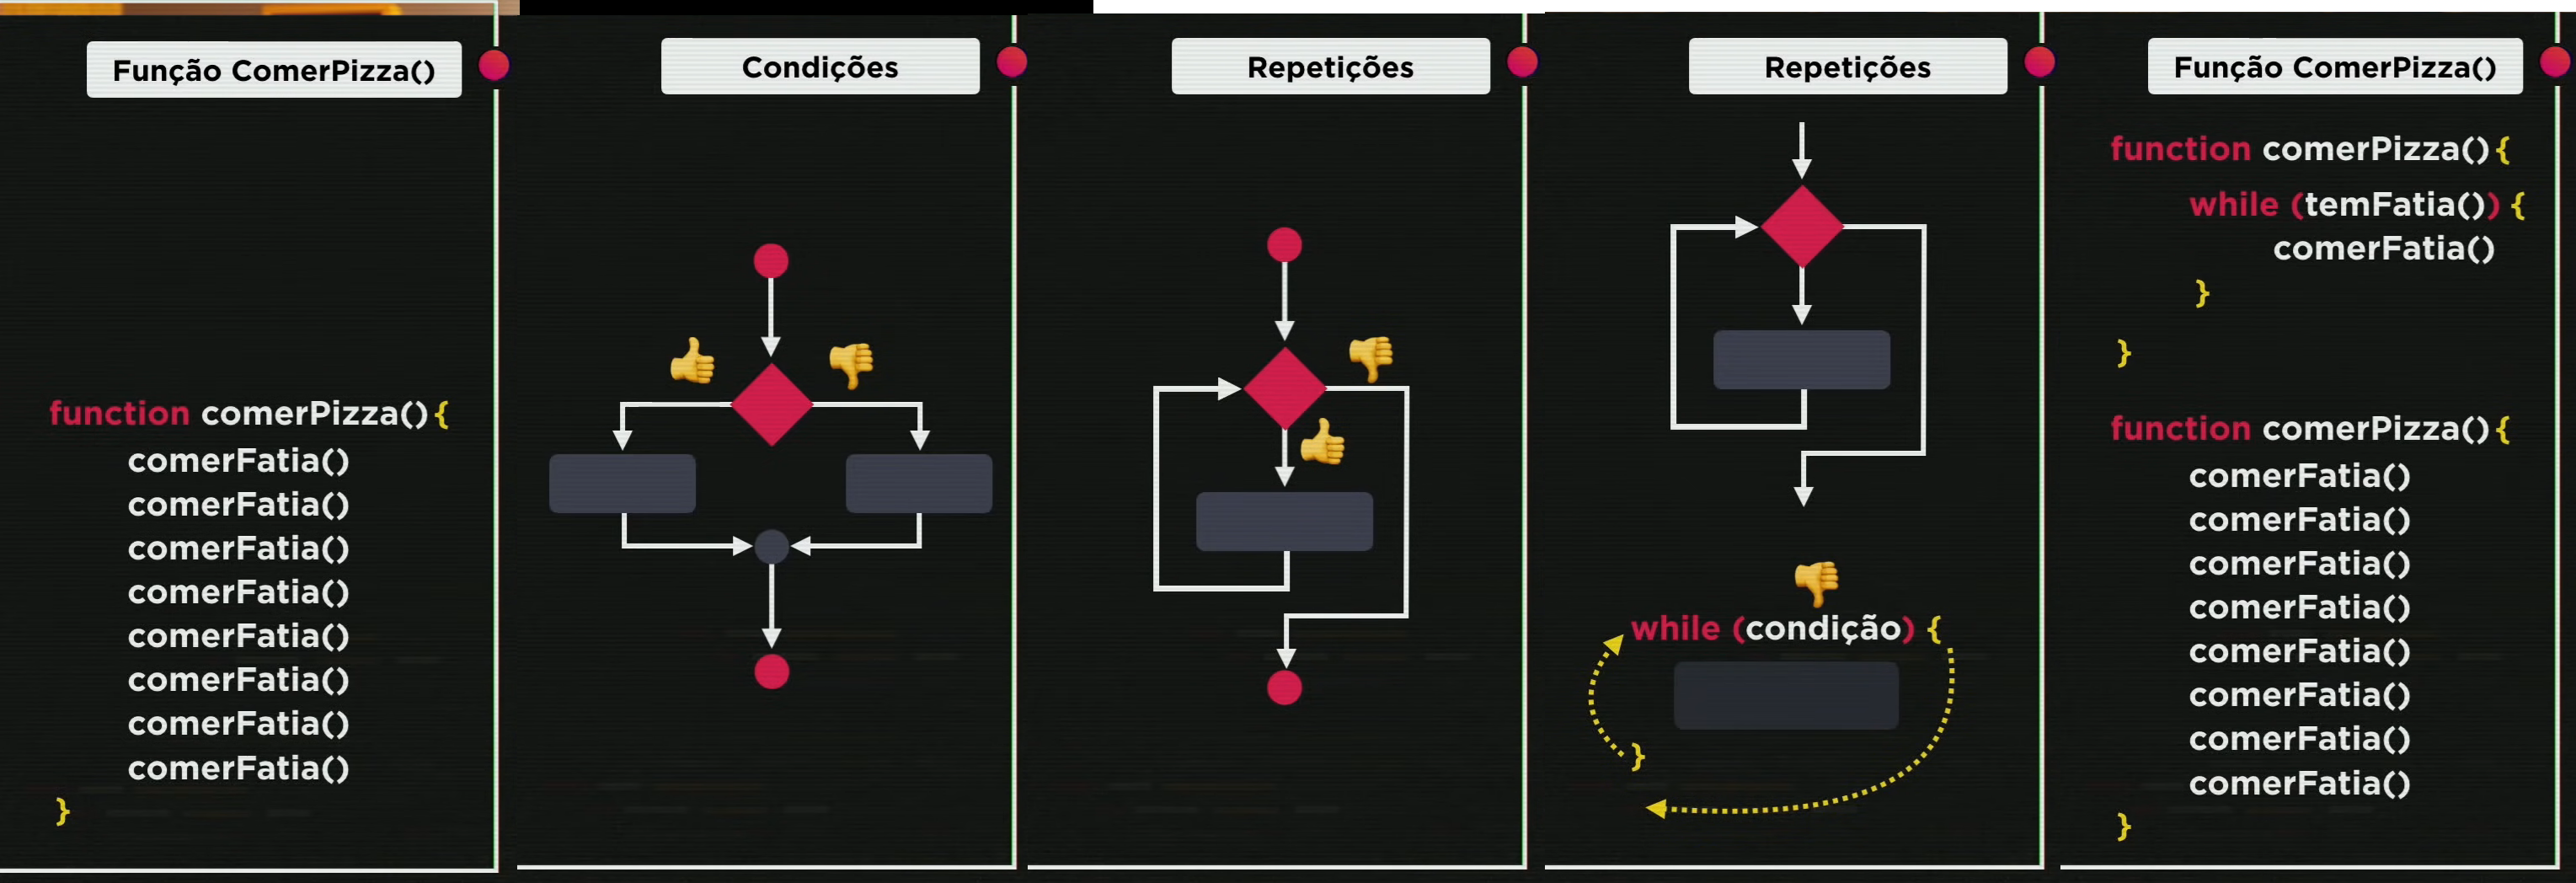 Função ComerPizza()
function comerPizza() {
comerFatia()
comerFatia()
comerFatia()
comerFatia()
comerFatia()
comerFatia()
comerFatia()
comerFatia()
}
Condições
Repetições
Repetições
while (condição) {
}
Função ComerPizza()
function comerPizza() {
while (temFatia()) {
comerFatia()
}
}
function comerPizza() {
comerFatia()
comerFatia()
comerFatia()
comerFatia()
comerFatia()
comerFatia()
comerFatia()
comerFatia()
}